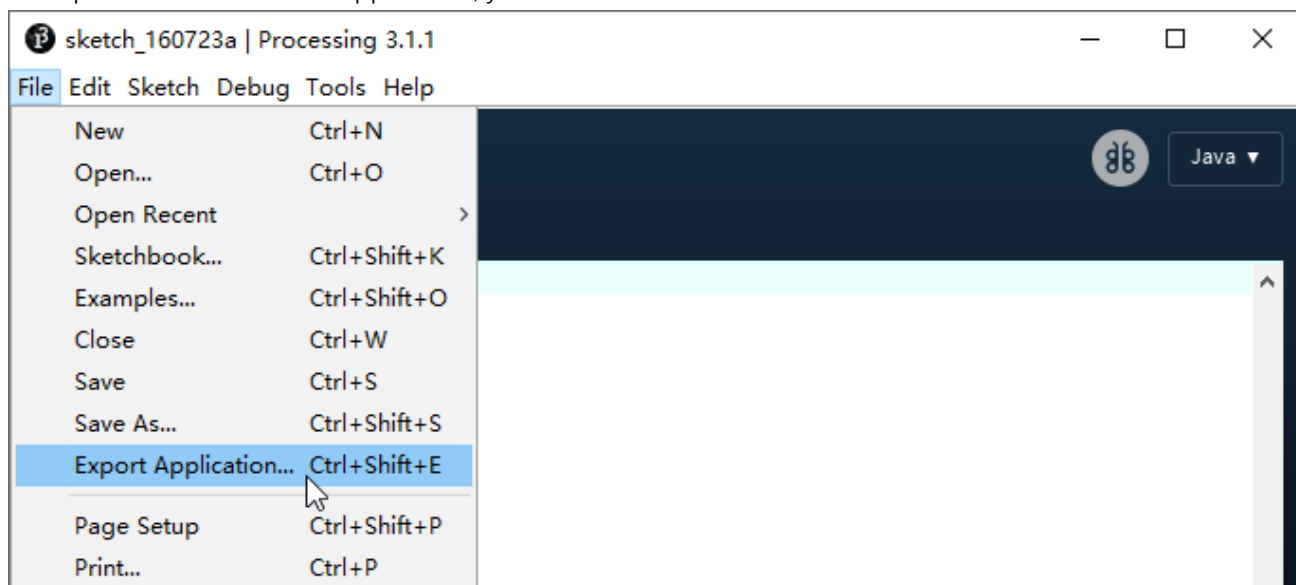 sketch_160723a | Processing 3.1.1
File Edit Sketch Debug Tools Help
New Ctrl+N
Java ▼
Open... Ctrl+O
Open Recent >
Sketchbook... Ctrl+Shift+K
Examples... Ctrl+Shift+O
Close Ctrl+W
Save Ctrl+S
Save As... Ctrl+Shift+S
Export Application... Ctrl+Shift+E
Page Setup Ctrl+Shift+P
Print... Ctrl+P